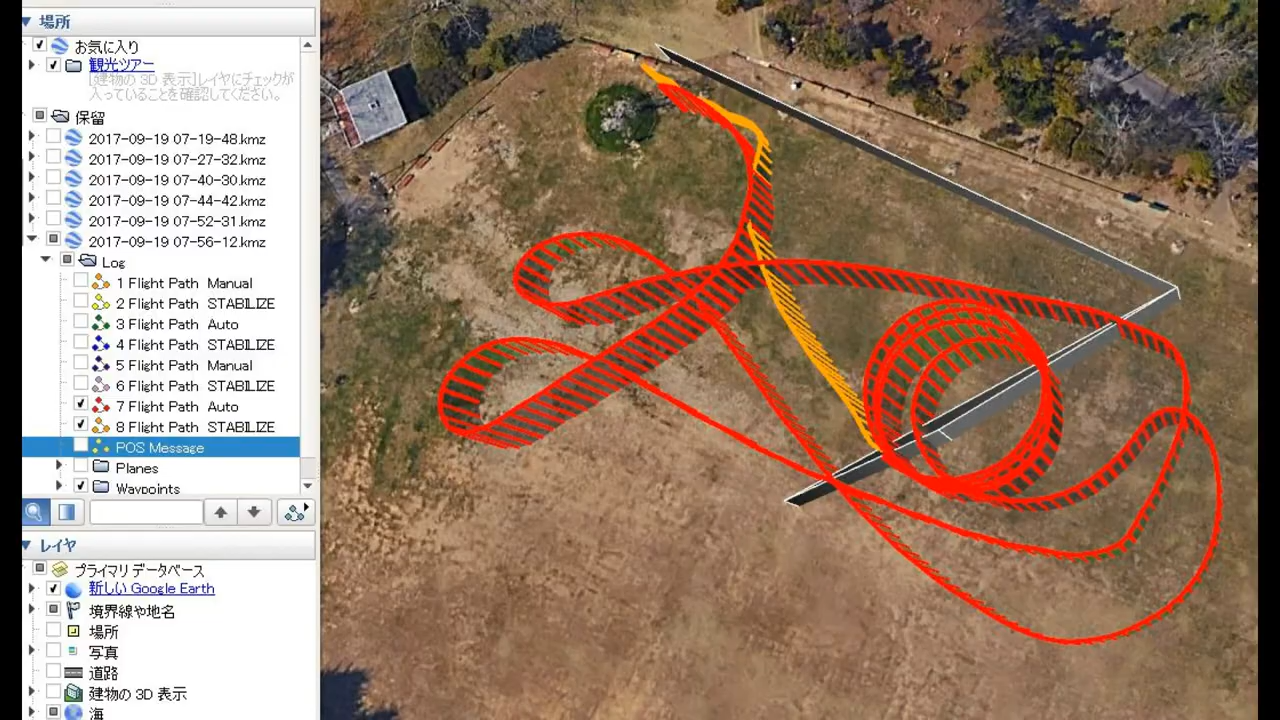 場所
お気に入り
観光ツアー
[建物の 3D 表示]レイヤにチェックが
入っていることを確認してください。
保留
2017-09-19 07-19-48.kmz
2017-09-19 07-27-32.kmz
2017-09-19 07-40-30.kmz
2017-09-19 07-44-42.kmz
2017-09-19 07-52-31.kmz
2017-09-19 07-56-12.kmz
Log
1 Flight Path Manual
2 Flight Path STABILIZE
3 Flight Path Auto
4 Flight Path STABILIZE
5 Flight Path Manual
6 Flight Path STABILIZE
7 Flight Path Auto
8 Flight Path STABILIZE
POS Message
Planes
Waypoints
レイヤ
プライマリ データベース
新しい Google Earth
境界線や地名
場所
写真
道路
建物の 3D 表示
海